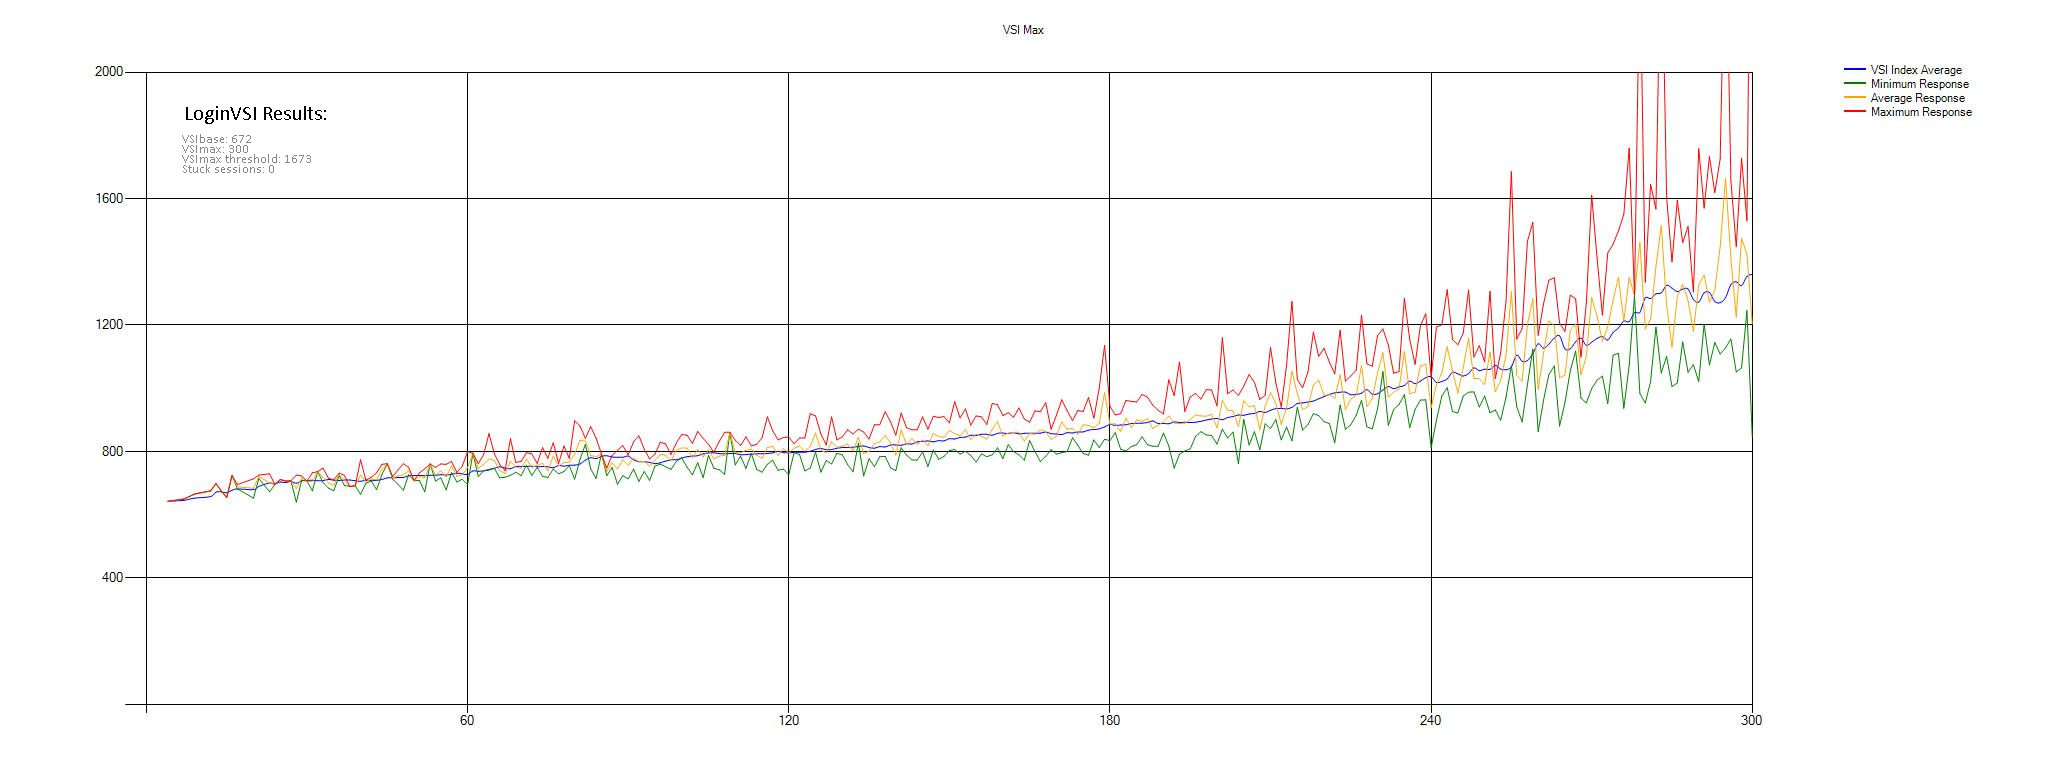 VSI Max
2000
1600
1200
800
400
60
120
180
240
300
LoginVSI Results:
VSIbase: 672
VSImax: 300
VSImax threshold: 1673
Stuck sessions: 0
VSI Index Average
Minimum Response
Average Response
Maximum Response